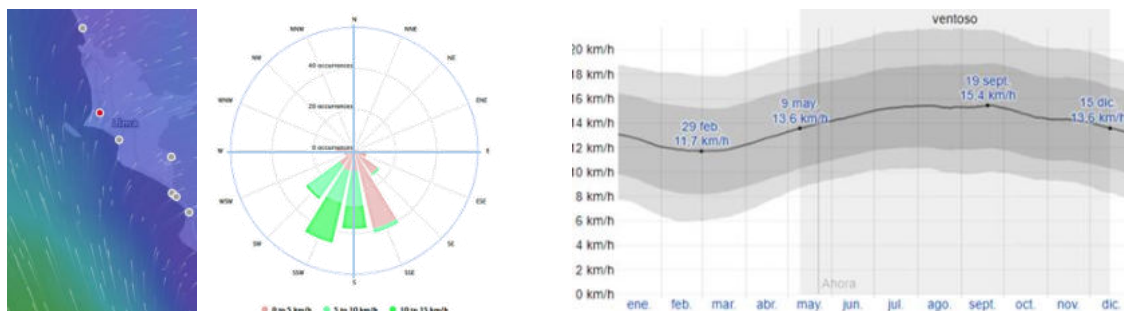 Lima
N
NNE
NE
ENE
E
ESE
SE
SSE
S
SSW
SW
WSW
W
WNW
NW
NNW
40 occurrences
20 occurrences
0 occurrences
0 to 5 km/h
5 to 10 km/h
10 to 15 km/h
ventoso
20 km/h
18 km/h
16 km/h
14 km/h
12 km/h
10 km/h
8 km/h
6 km/h
4 km/h
2 km/h
0 km/h
29 feb.
11,7 km/h
9 may.
13,6 km/h
19 sept.
15,4 km/h
15 dic.
13,6 km/h
Ahora
ene. feb. mar. abr. may. jun. jul. ago. sept. oct. nov. dic.